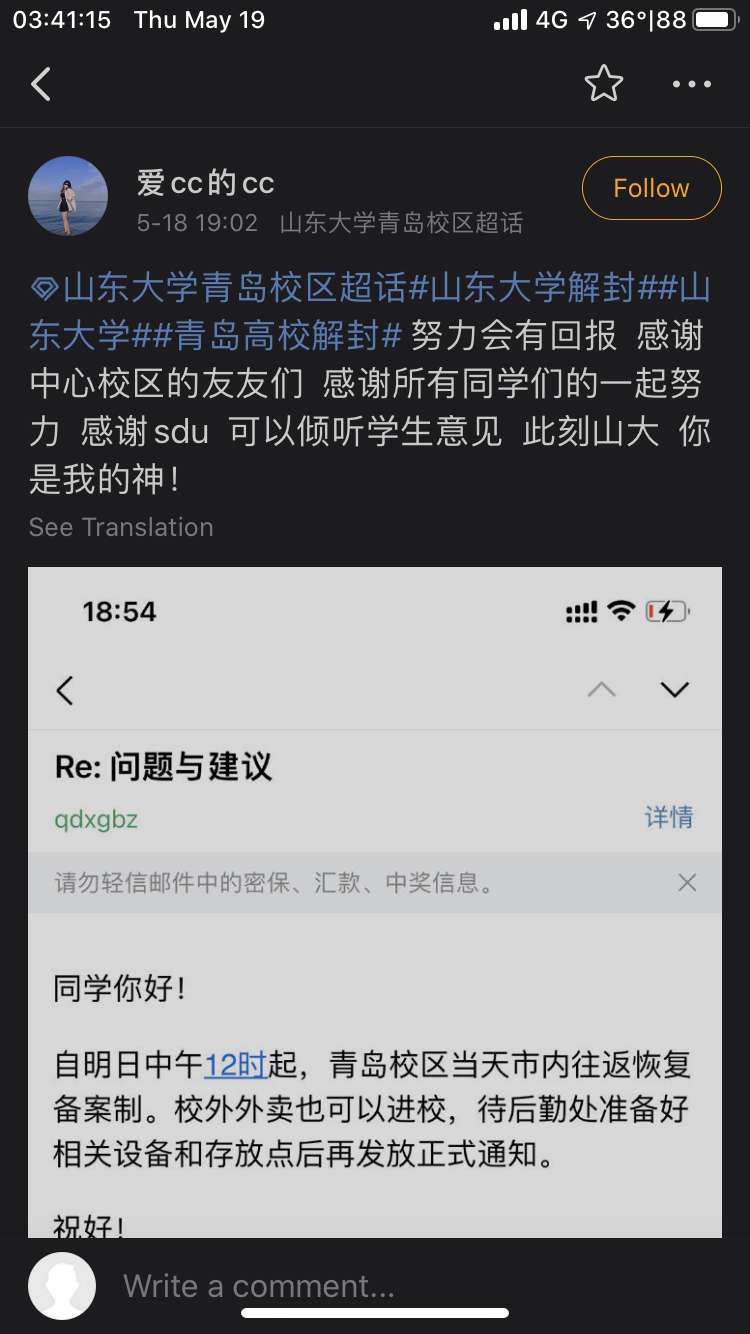 03:41:15 Thu May 19 4G 36°|88
爱cc的cc
Follow
5-18 19:02 山东大学青岛校区超话
山东大学青岛校区超话#山东大学解封##山
东大学##青岛高校解封# 努力会有回报 感谢
中心校区的友友们 感谢所有同学们的一起努
力 感谢sdu 可以倾听学生意见 此刻山大 你
是我的神！
See Translation
18:54
Re: 问题与建议
qdxgbz 详情
请勿轻信邮件中的密保、汇款、中奖信息。
同学你好！
自明日中午12时起，青岛校区当天市内往返恢复
备案制。校外外卖也可以进校，待后勤处准备好
相关设备和存放点后再发放正式通知。
祝好！
Write a comment...